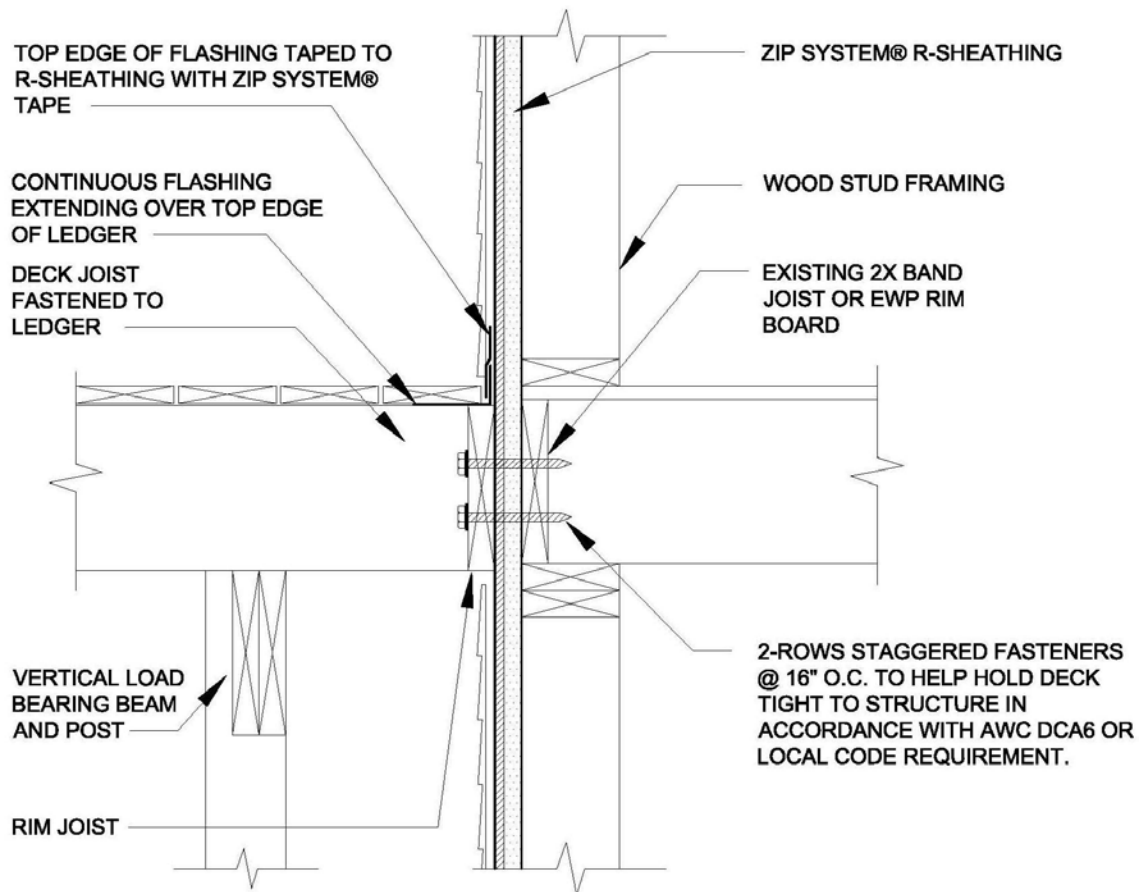 TOP EDGE OF FLASHING TAPED TO
R-SHEATHING WITH ZIP SYSTEM®
TAPE
CONTINUOUS FLASHING
EXTENDING OVER TOP EDGE
OF LEDGER
DECK JOIST
FASTENED TO
LEDGER
VERTICAL LOAD
BEARING BEAM
AND POST
RIM JOIST
ZIP SYSTEM® R-SHEATHING
WOOD STUD FRAMING
EXISTING 2X BAND
JOIST OR EWP RIM
BOARD
2-ROWS STAGGERED FASTENERS
@ 16" O.C. TO HELP HOLD DECK
TIGHT TO STRUCTURE IN
ACCORDANCE WITH AWC DCA6 OR
LOCAL CODE REQUIREMENT.